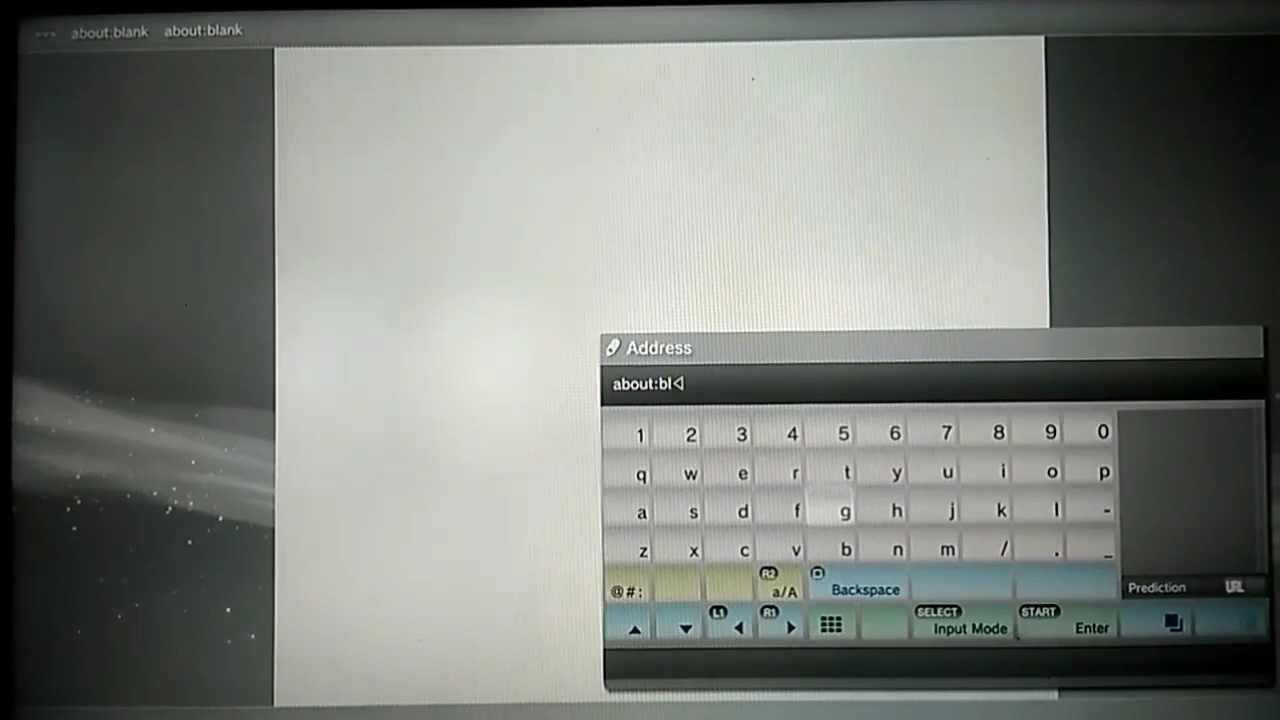 about:blank about:blank
Address
about:bl
1 2 3 4 5 6 7 8 9 0
q w e r t y u i o p
a s d f g h j k l -
z x c v b n m / . _
@#: R2 a/A Backspace
Prediction URL
L1 R1 SELECT Input Mode START Enter